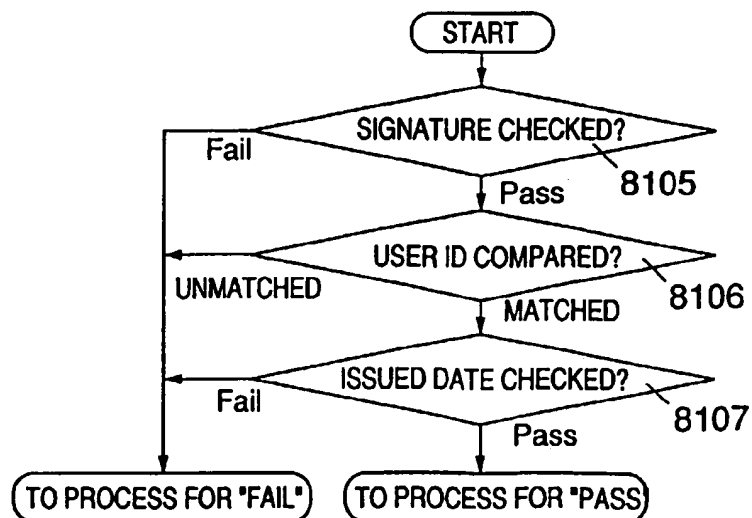 START
SIGNATURE CHECKED?
Fail
8105
Pass
USER ID COMPARED?
UNMATCHED
8106
MATCHED
ISSUED DATE CHECKED?
Fail
8107
Pass
TO PROCESS FOR "FAIL"
TO PROCESS FOR "PASS